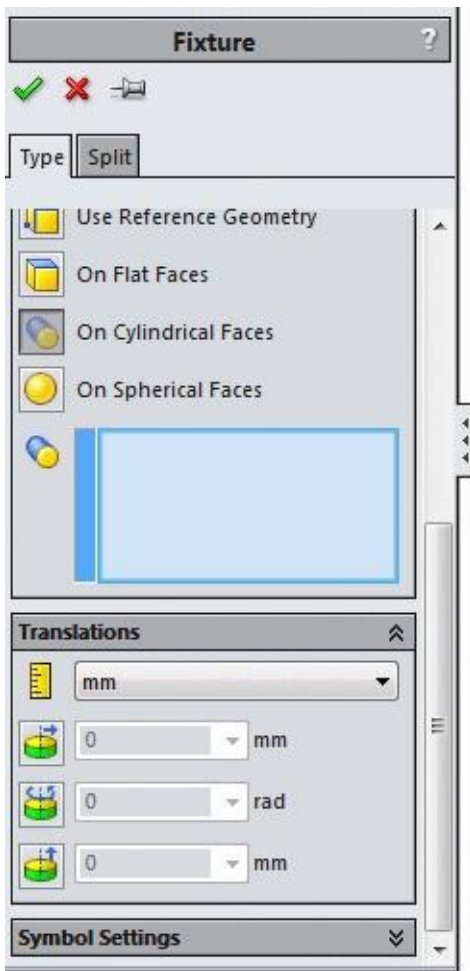 Fixture ?
Type Split
Use Reference Geometry
On Flat Faces
On Cylindrical Faces
On Spherical Faces
Translations
mm
0 mm
0 rad
0 mm
Symbol Settings